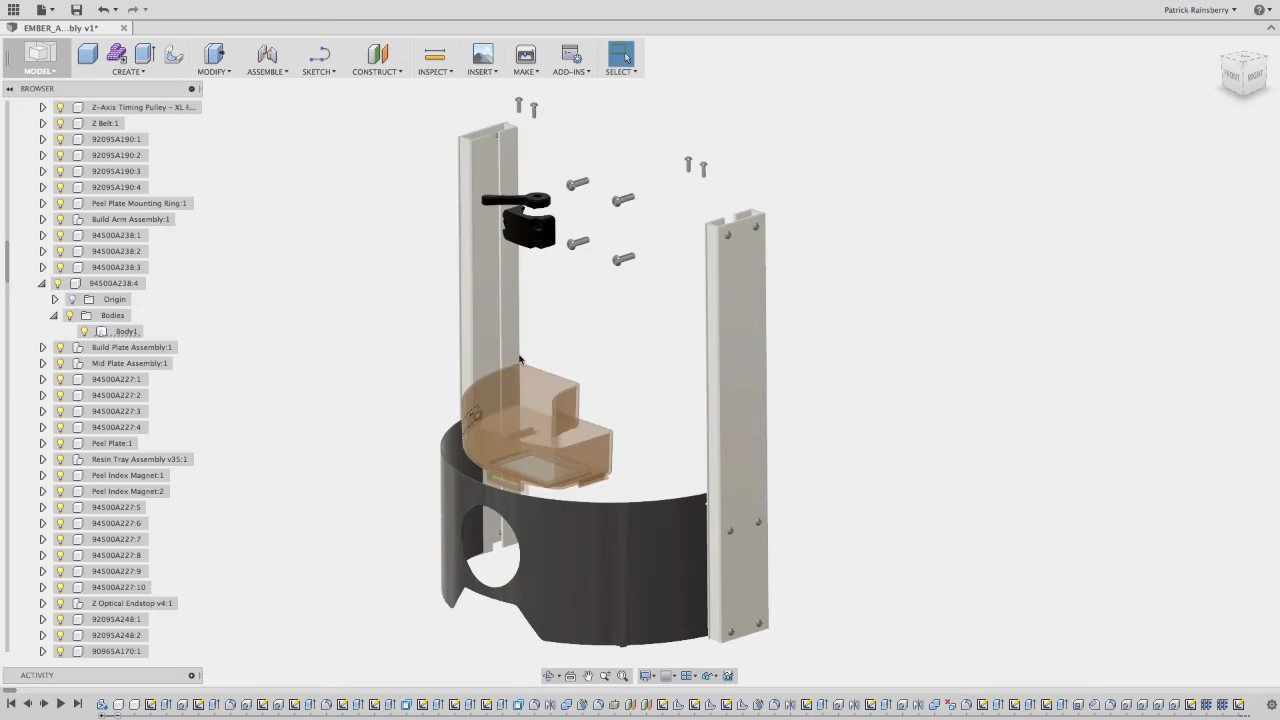 Patrick Rainsberry
EMBER_A...bly v1*
MODEL
CREATE
MODIFY
ASSEMBLE
SKETCH
CONSTRUCT
INSPECT
INSERT
MAKE
ADD-INS
SELECT
BROWSER
FRONT
RIGHT
Z-Axis Timing Pulley - XL F...
Z Belt:1
92095A190:1
92095A190:2
92095A190:3
92095A190:4
Peel Plate Mounting Ring:1
Build Arm Assembly:1
94500A238:1
94500A238:2
94500A238:3
94500A238:4
Origin
Bodies
Body1
Build Plate Assembly:1
Mid Plate Assembly:1
94500A227:1
94500A227:2
94500A227:3
94500A227:4
Peel Plate:1
Resin Tray Assembly v35:1
Peel Index Magnet:1
Peel Index Magnet:2
94500A227:5
94500A227:6
94500A227:7
94500A227:8
94500A227:9
94500A227:10
Z Optical Endstop v4:1
92095A248:1
92095A248:2
90965A170:1
ACTIVITY